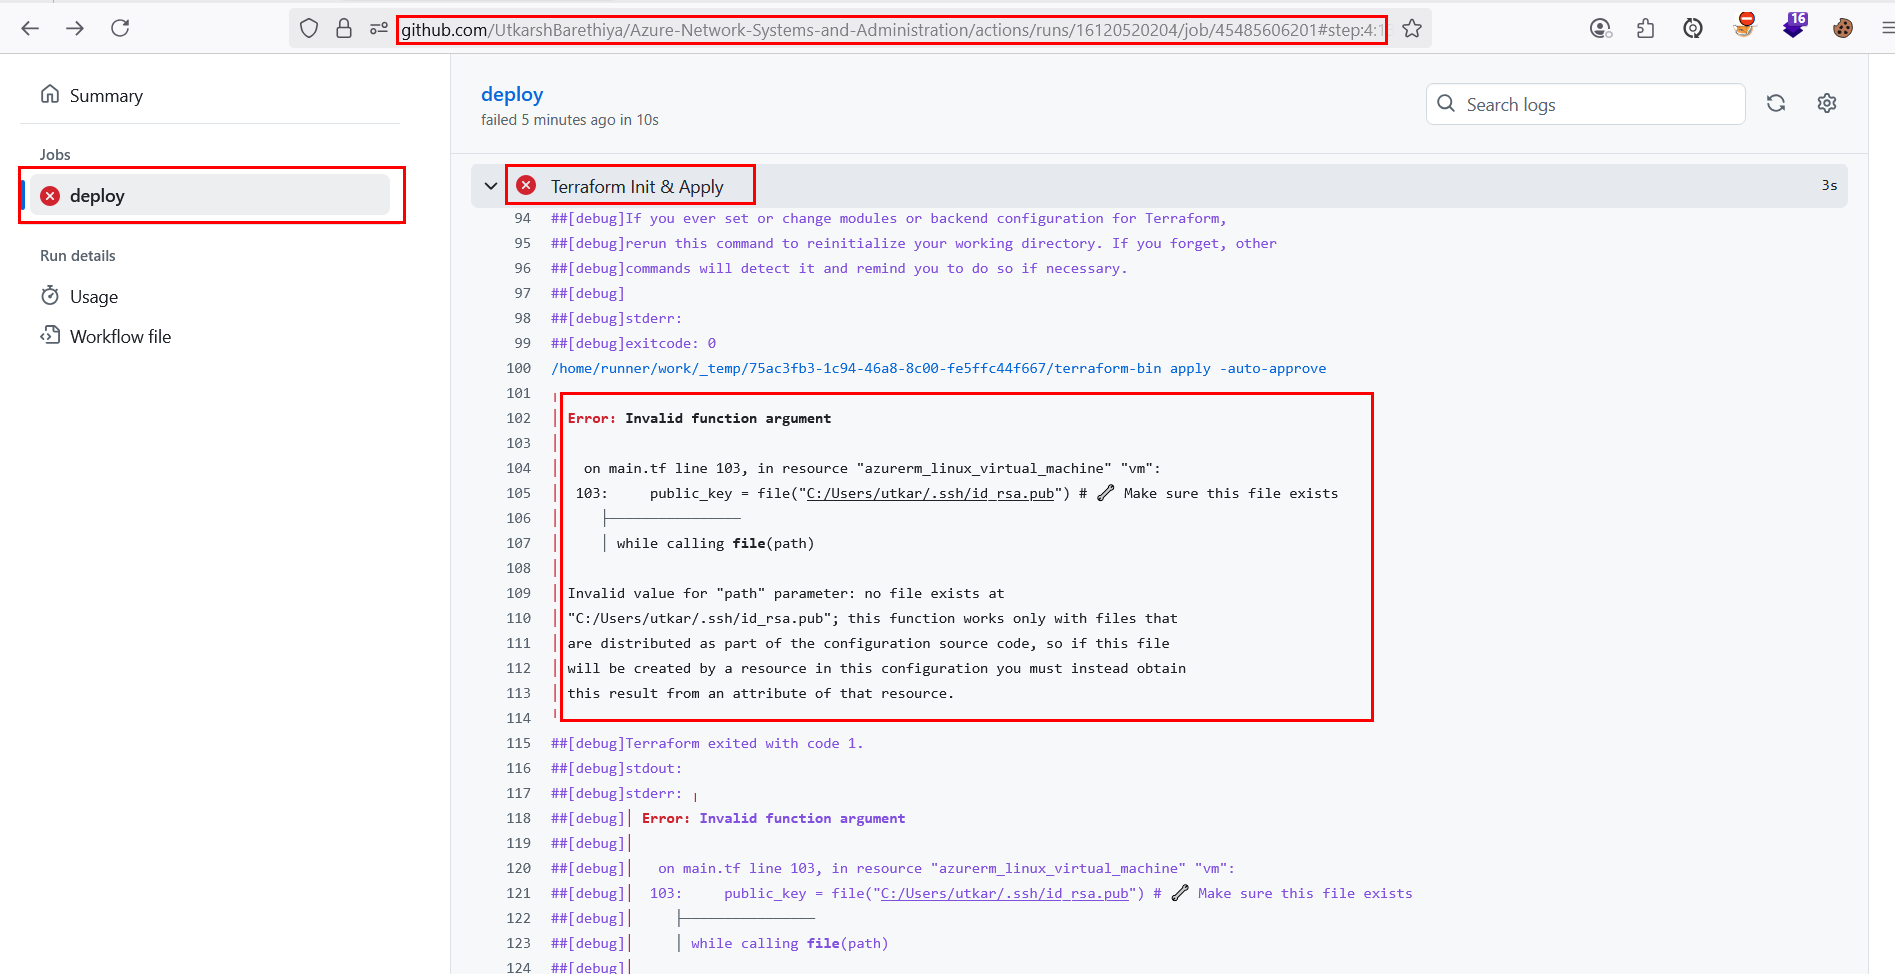 github.com/UtkarshBarethiya/Azure-Network-Systems-and-Administration/actions/runs/16120520204/job/45485606201#step:4:1
16
Summary
Jobs
deploy
Run details
Usage
Workflow file
deploy
failed 5 minutes ago in 10s
Search logs
Terraform Init & Apply
3s
94 ##[debug]If you ever set or change modules or backend configuration for Terraform,
95 ##[debug]rerun this command to reinitialize your working directory. If you forget, other
96 ##[debug]commands will detect it and remind you to do so if necessary.
97 ##[debug]
98 ##[debug]stderr:
99 ##[debug]exitcode: 0
100 /home/runner/work/_temp/75ac3fb3-1c94-46a8-8c00-fe5ffc44f667/terraform-bin apply -auto-approve
101 ╷
102 │ Error: Invalid function argument
103 │
104 │   on main.tf line 103, in resource "azurerm_linux_virtual_machine" "vm":
105 │  103:     public_key = file("C:/Users/utkar/.ssh/id_rsa.pub") # 🔑 Make sure this file exists
106 │     ├────────────────
107 │     │ while calling file(path)
108 │
109 │ Invalid value for "path" parameter: no file exists at
110 │ "C:/Users/utkar/.ssh/id_rsa.pub"; this function works only with files that
111 │ are distributed as part of the configuration source code, so if this file
112 │ will be created by a resource in this configuration you must instead obtain
113 │ this result from an attribute of that resource.
114 ╵
115 ##[debug]Terraform exited with code 1.
116 ##[debug]stdout:
117 ##[debug]stderr: ╷
118 ##[debug]│ Error: Invalid function argument
119 ##[debug]│
120 ##[debug]│   on main.tf line 103, in resource "azurerm_linux_virtual_machine" "vm":
121 ##[debug]│  103:     public_key = file("C:/Users/utkar/.ssh/id_rsa.pub") # 🔑 Make sure this file exists
122 ##[debug]│     ├────────────────
123 ##[debug]│     │ while calling file(path)
124 ##[debug]│